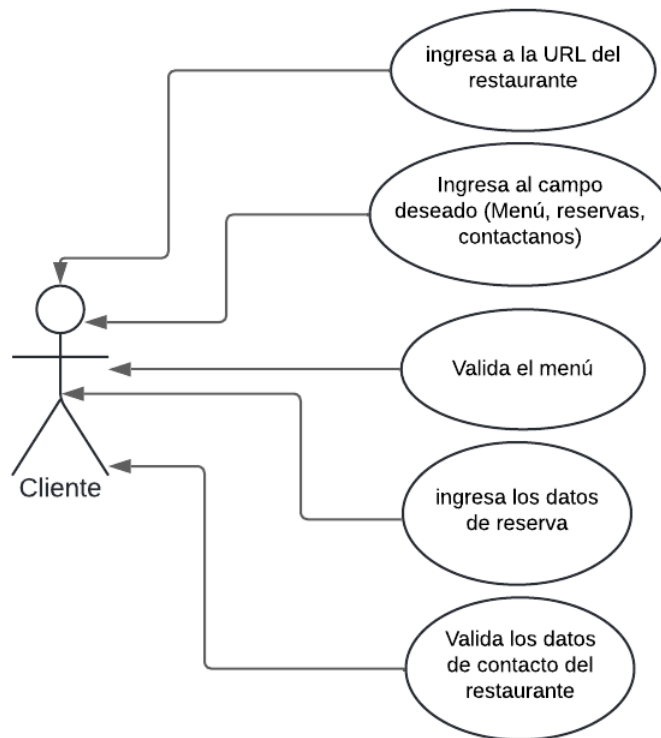 ingresa a la URL del
restaurante
Ingresa al campo
deseado (Menú, reservas,
contactanos)
Valida el menú
Cliente
ingresa los datos
de reserva
Valida los datos
de contacto del
restaurante